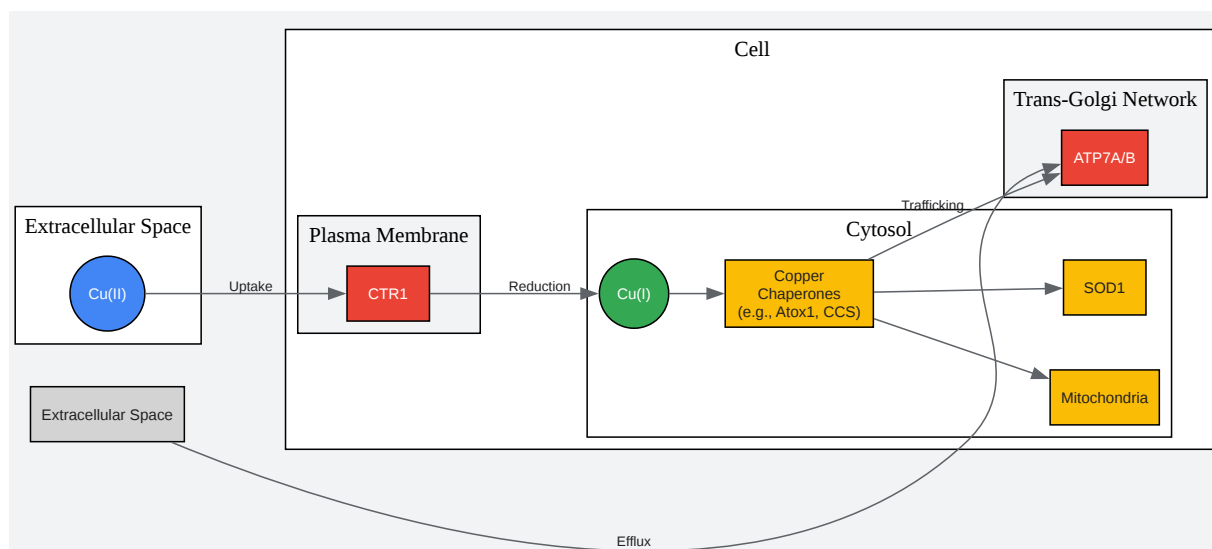 Cell
Trans-Golgi Network
ATP7A/B
Trafficking
Extracellular Space
Cu(II)
Uptake
Plasma Membrane
CTR1
Reduction
Cytosol
Cu(I)
Copper
Chaperones
(e.g., Atox1, CCS)
SOD1
Mitochondria
Extracellular Space
Efflux